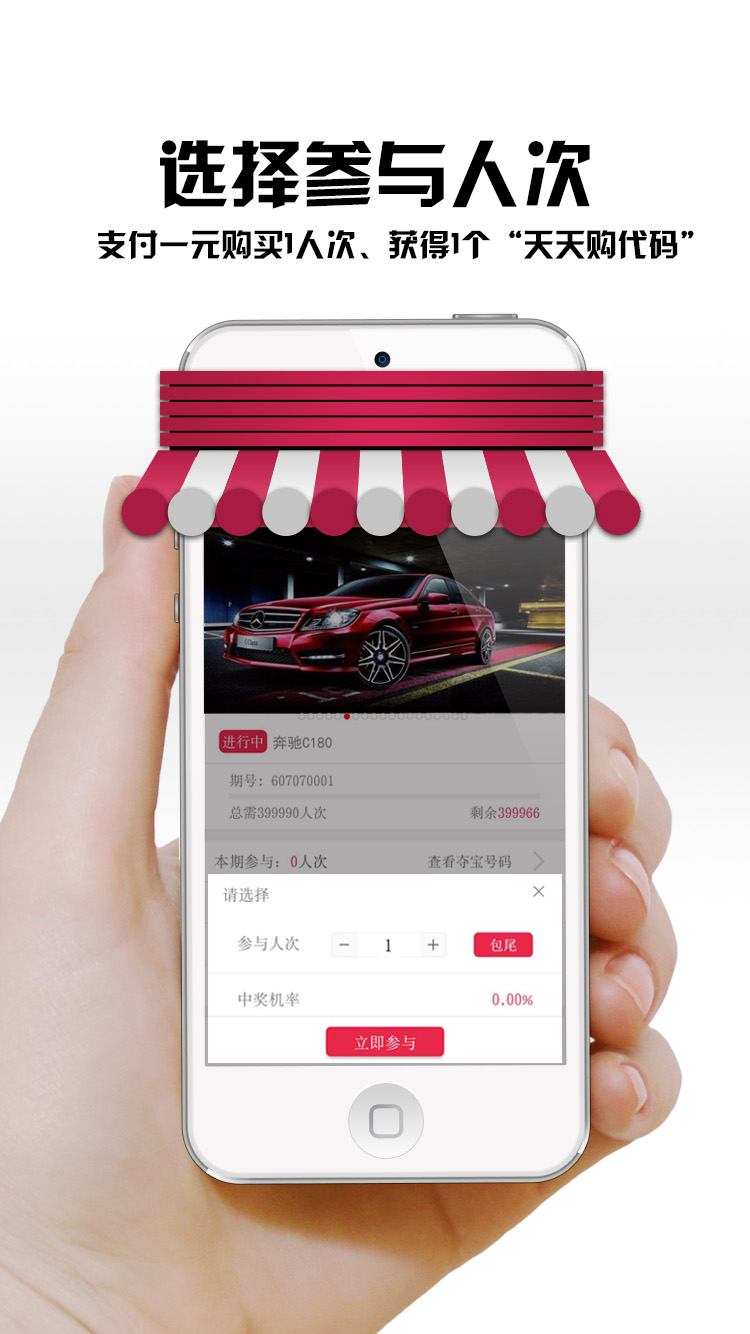 选择参与人次
支付一元购买1人次、获得1个“天天购代码”
C Class
进行中 奔驰C180
期号：607070001
总需399990人次 剩余399966
本期参与：0人次 查看夺宝号码
请选择
参与人次 − 1 + 包尾
中奖机率 0.00%
立即参与